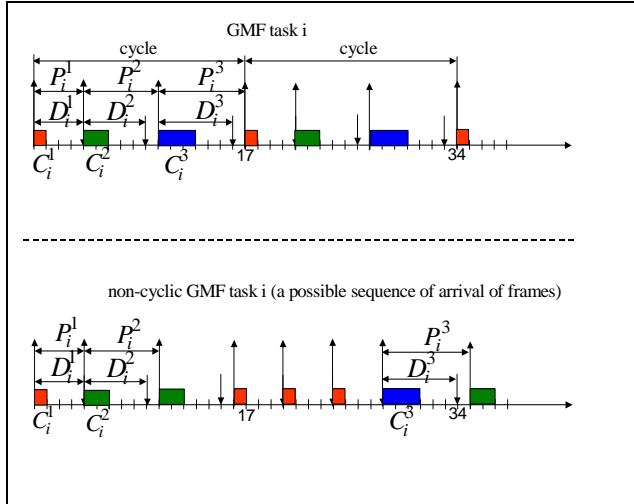 GMF task i
cycle cycle
P_i^1 P_i^2 P_i^3
D_i^1 D_i^2 D_i^3
17 34
C_i^1 C_i^2 C_i^3
non-cyclic GMF task i (a possible sequence of arrival of frames)
P_i^1 P_i^2 P_i^3
D_i^1 D_i^2 D_i^3
17 34
C_i^1 C_i^2 C_i^3